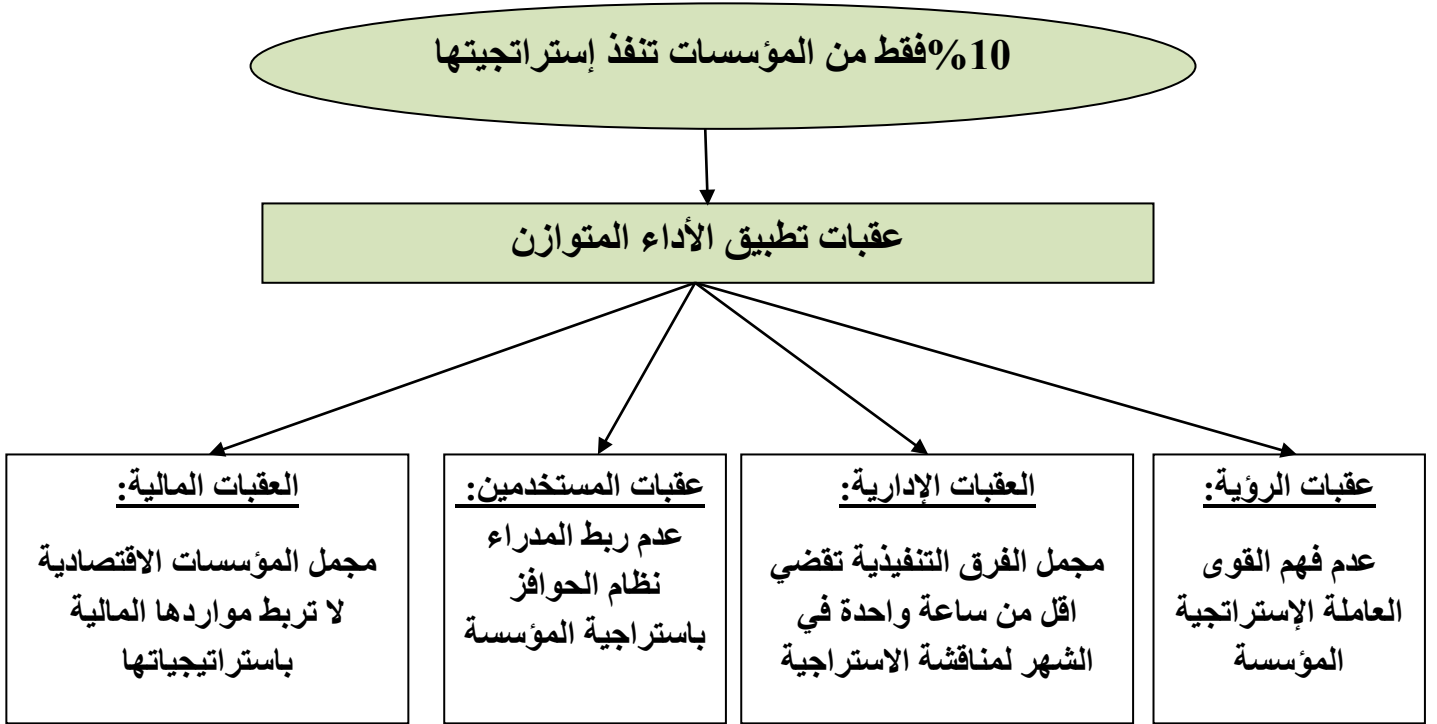 10%فقط من المؤسسات تنفذ إستراتجيتها
عقبات تطبيق الأداء المتوازن
عقبات الرؤية:
عدم فهم القوى
العاملة الإستراتجية
المؤسسة
العقبات الإدارية:
مجمل الفرق التنفيذية تقضي
اقل من ساعة واحدة في
الشهر لمناقشة الاستراجية
عقبات المستخدمين:
عدم ربط المدراء
نظام الحوافز
باستراجية المؤسسة
العقبات المالية:
مجمل المؤسسات الاقتصادية
لا تربط مواردها المالية
باستراتيجياتها